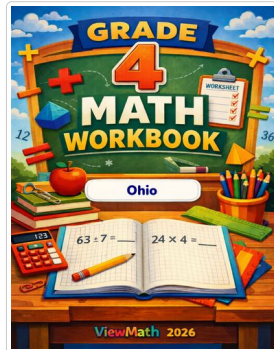 GRADE
4
WORKSHEET
MATH
WORKBOOK
12
36
Ohio
63 ÷ 7 = ___
24 × 4 = ___
123
ViewMath 2026